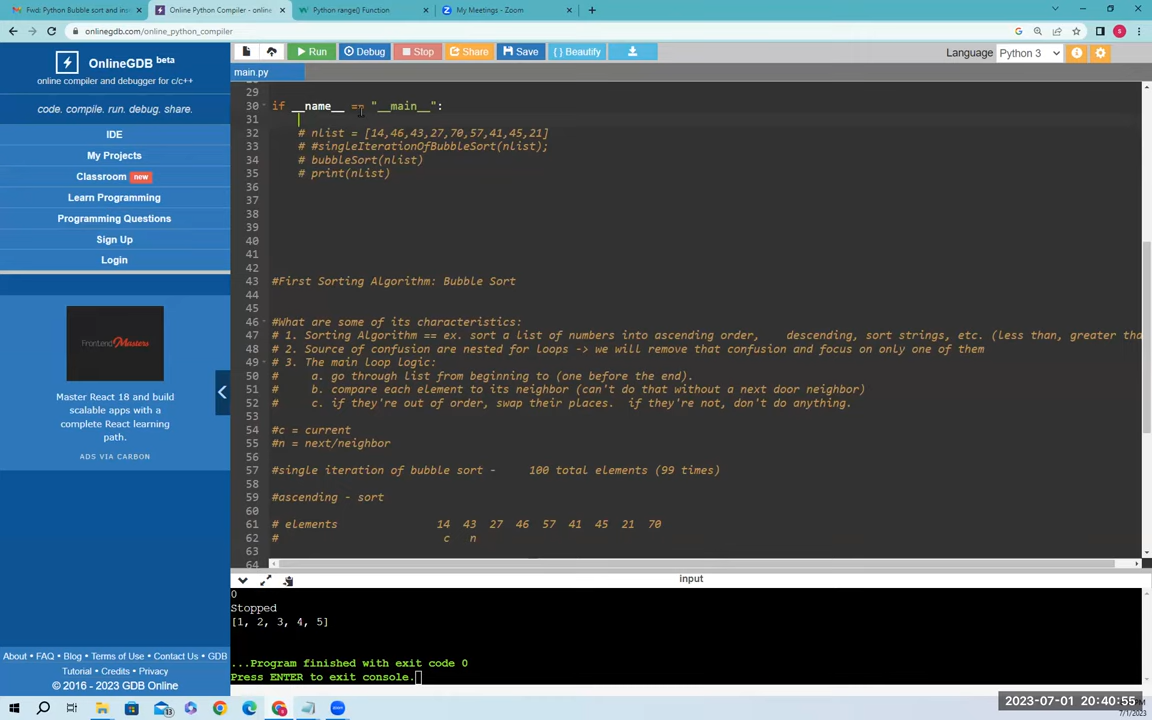 Fwd: Python Bubble sort and ins
Online Python Compiler - online
Python range() Function
My Meetings - Zoom
onlinegdb.com/online_python_compiler
OnlineGDB beta
online compiler and debugger for c/c++
code. compile. run. debug. share.
IDE
My Projects
Classroom new
Learn Programming
Programming Questions
Sign Up
Login
Frontend Masters
Master React 18 and build
scalable apps with a
complete React learning
path.
ADS VIA CARBON
About • FAQ • Blog • Terms of Use • Contact Us • GDB
Tutorial • Credits • Privacy
© 2016 - 2023 GDB Online
Run Debug Stop Share Save { } Beautify
Language Python 3
main.py
29
30 if __name__ == "__main__":
31
32 # nlist = [14,46,43,27,70,57,41,45,21]
33 # #singleIterationOfBubbleSort(nlist);
34 # bubbleSort(nlist)
35 # print(nlist)
36
37
38
39
40
41
42
43 #First Sorting Algorithm: Bubble Sort
44
45
46 #What are some of its characteristics:
47 # 1. Sorting Algorithm == ex. sort a list of numbers into ascending order, descending, sort strings, etc. (less than, greater tha
48 # 2. Source of confusion are nested for loops -> we will remove that confusion and focus on only one of them
49 # 3. The main loop logic:
50 # a. go through list from beginning to (one before the end).
51 # b. compare each element to its neighbor (can't do that without a next door neighbor)
52 # c. if they're out of order, swap their places. if they're not, don't do anything.
53
54 #c = current
55 #n = next/neighbor
56
57 #single iteration of bubble sort - 100 total elements (99 times)
58
59 #ascending - sort
60
61 # elements 14 43 27 46 57 41 45 21 70
62 # c n
63
64
input
0
Stopped
[1, 2, 3, 4, 5]
...Program finished with exit code 0
Press ENTER to exit console.
2023-07-01 20:40:55
7/1/2023